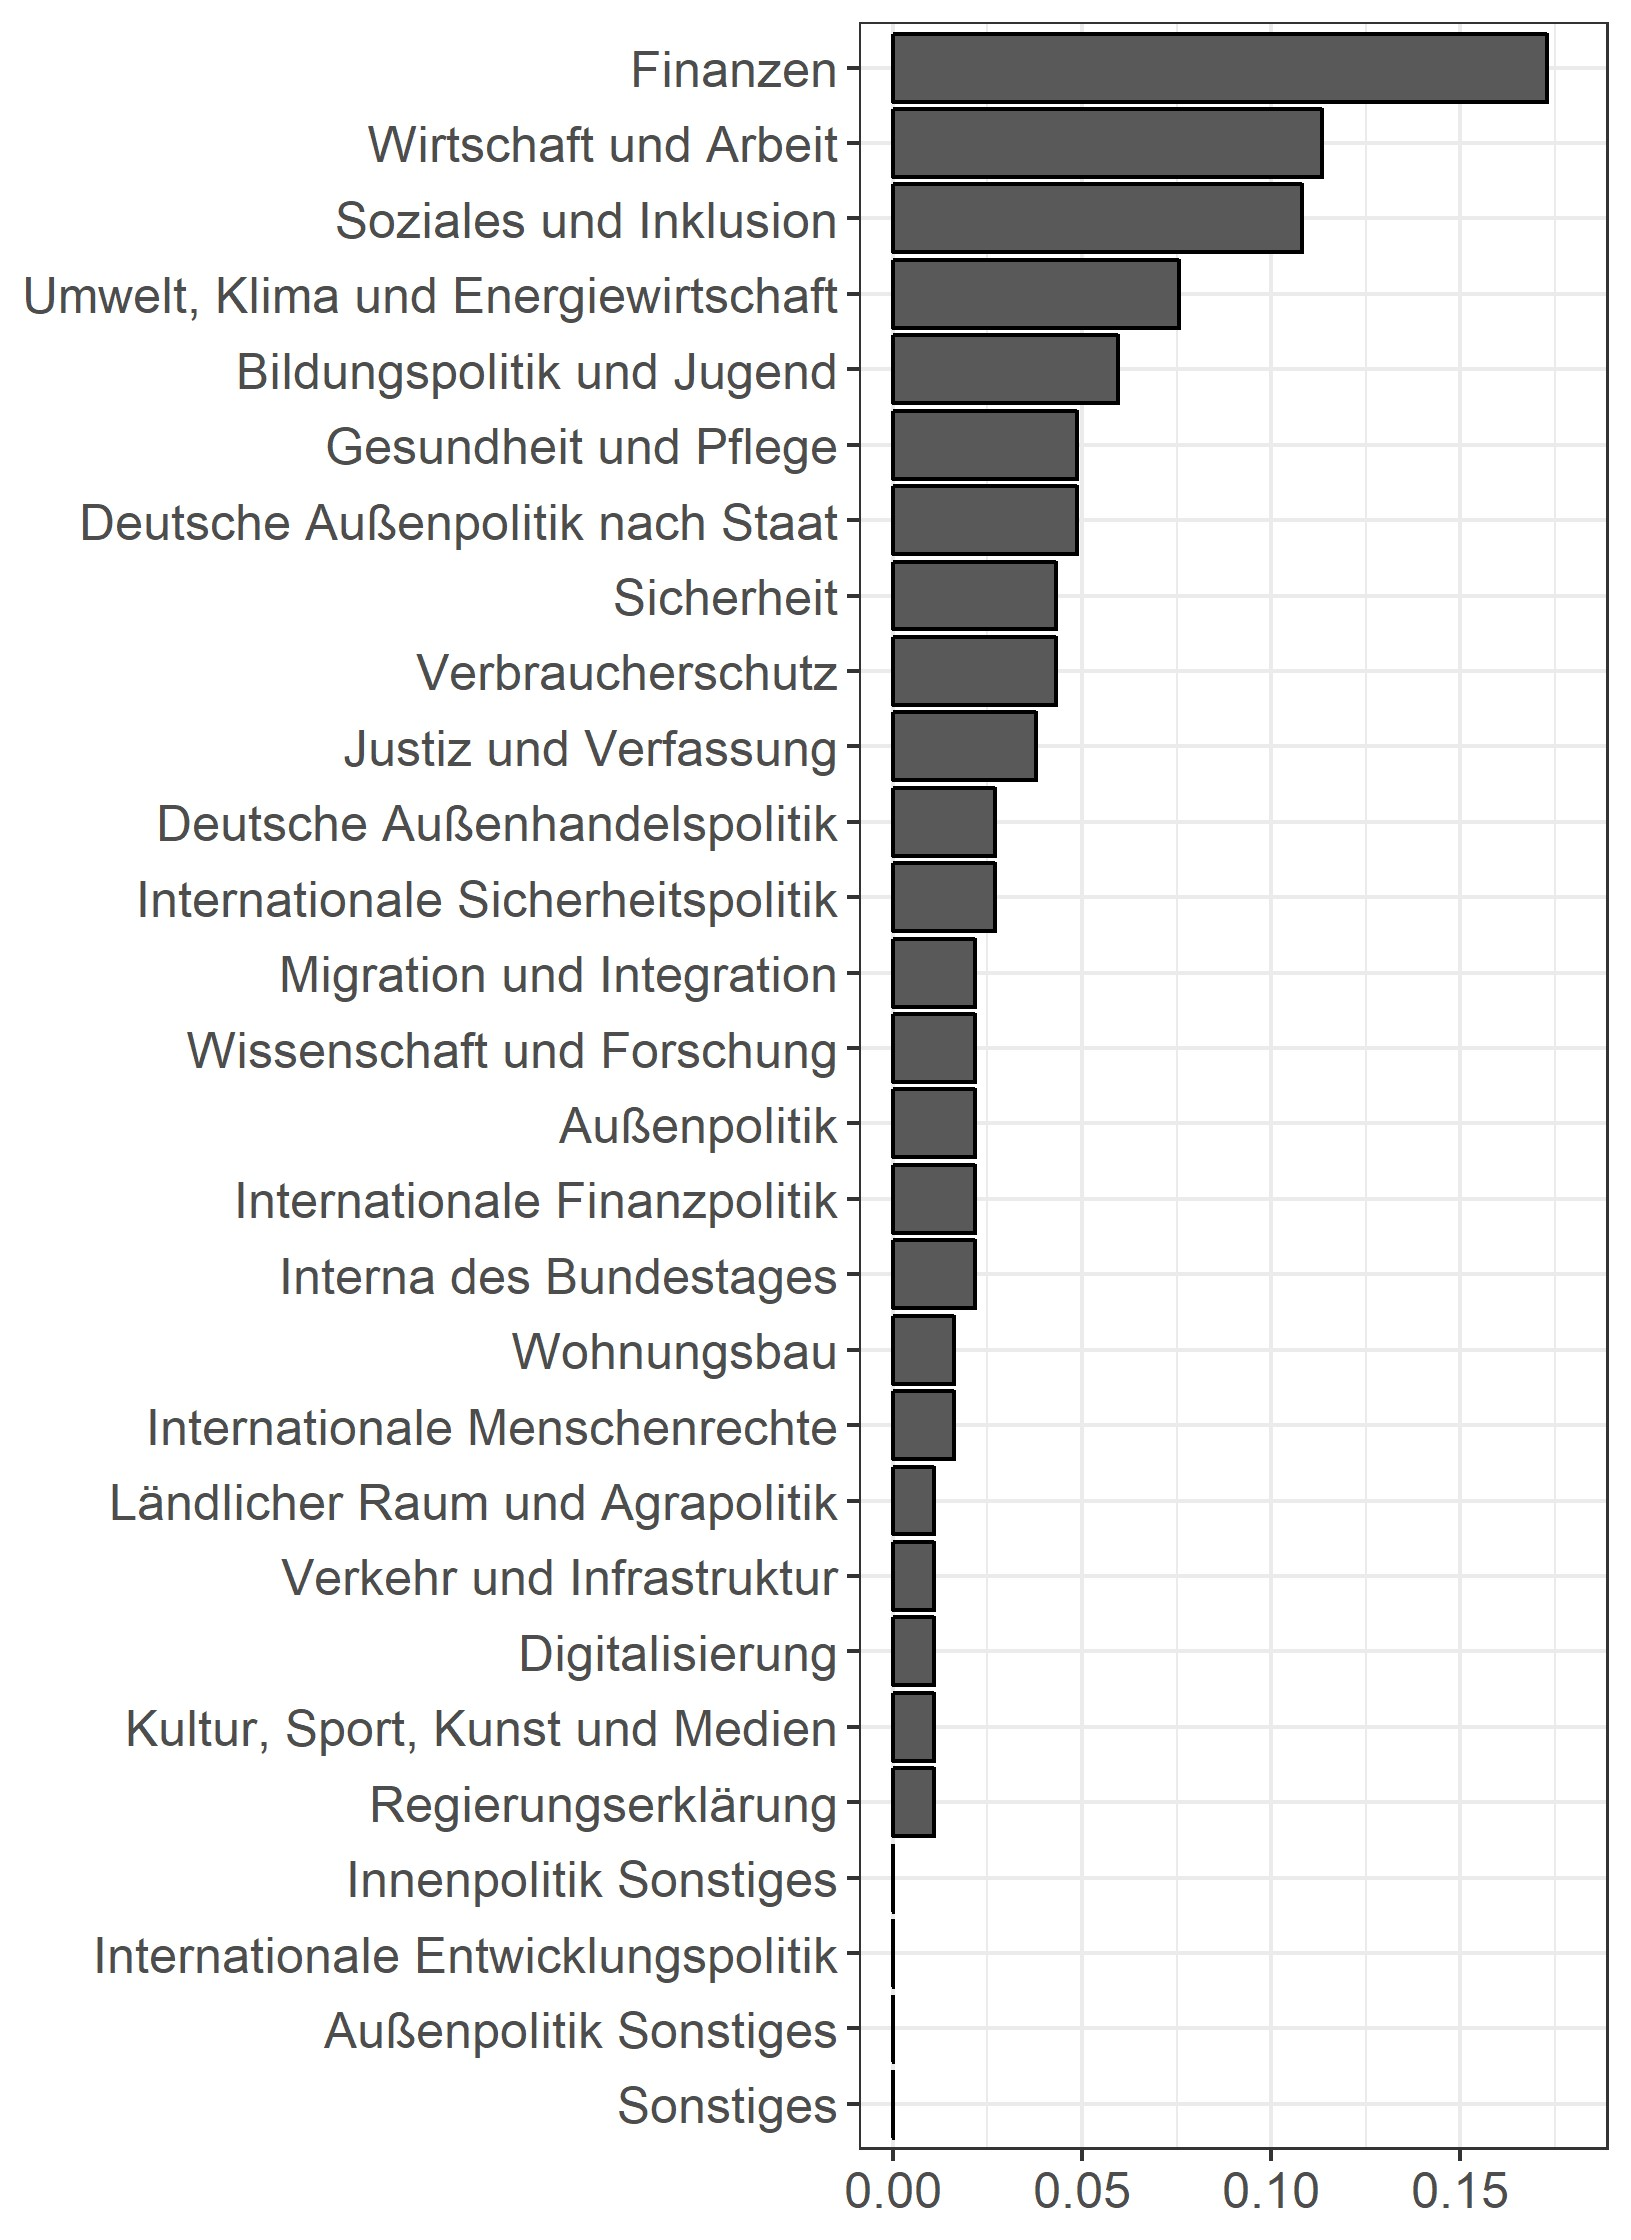 Finanzen
Wirtschaft und Arbeit
Soziales und Inklusion
Umwelt, Klima und Energiewirtschaft
Bildungspolitik und Jugend
Gesundheit und Pflege
Deutsche Außenpolitik nach Staat
Sicherheit
Verbraucherschutz
Justiz und Verfassung
Deutsche Außenhandelspolitik
Internationale Sicherheitspolitik
Migration und Integration
Wissenschaft und Forschung
Außenpolitik
Internationale Finanzpolitik
Interna des Bundestages
Wohnungsbau
Internationale Menschenrechte
Ländlicher Raum und Agrapolitik
Verkehr und Infrastruktur
Digitalisierung
Kultur, Sport, Kunst und Medien
Regierungserklärung
Innenpolitik Sonstiges
Internationale Entwicklungspolitik
Außenpolitik Sonstiges
Sonstiges
0.00 0.05 0.10 0.15